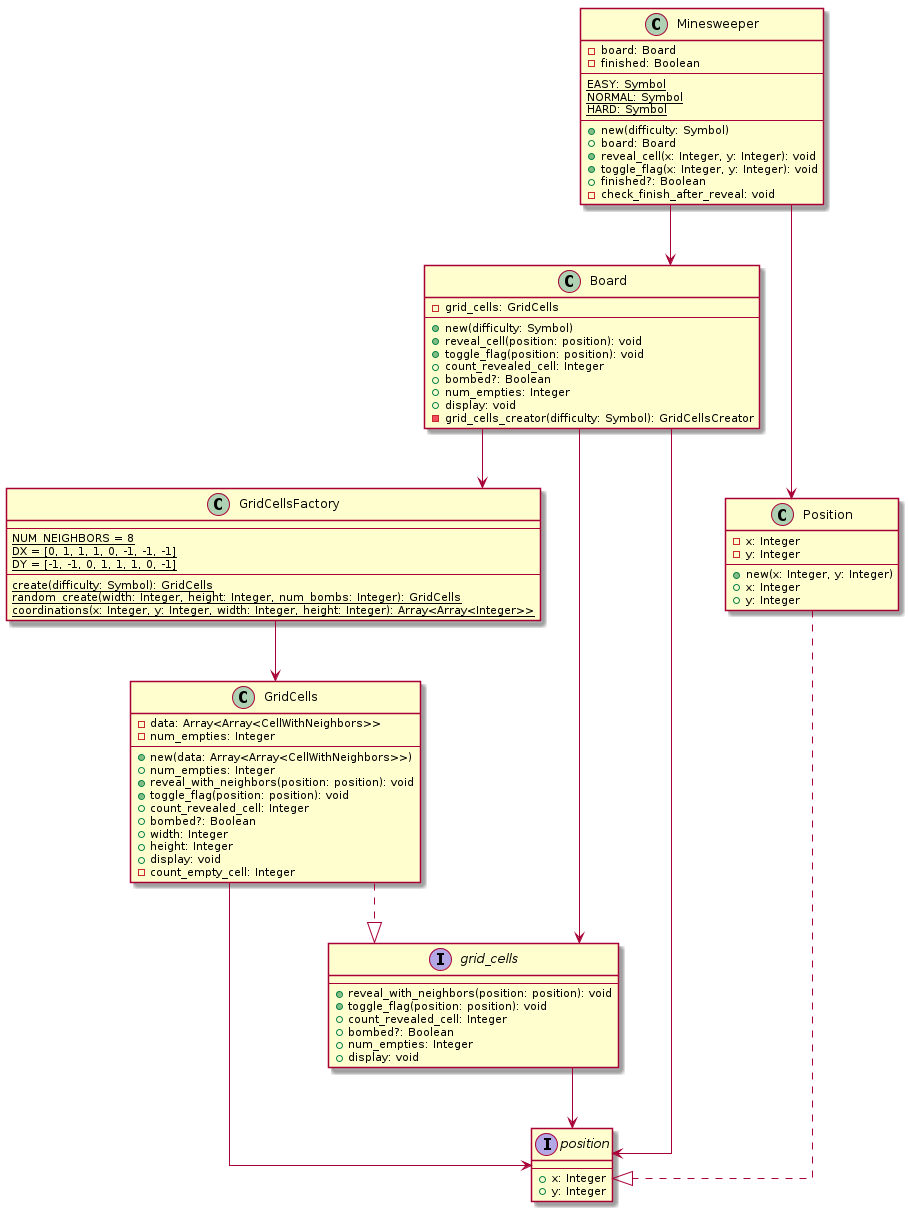 C Minesweeper
board: Board
finished: Boolean
EASY: Symbol
NORMAL: Symbol
HARD: Symbol
new(difficulty: Symbol)
board: Board
reveal_cell(x: Integer, y: Integer): void
toggle_flag(x: Integer, y: Integer): void
finished?: Boolean
check_finish_after_reveal: void
C Board
grid_cells: GridCells
new(difficulty: Symbol)
reveal_cell(position: position): void
toggle_flag(position: position): void
count_revealed_cell: Integer
bombed?: Boolean
num_empties: Integer
display: void
grid_cells_creator(difficulty: Symbol): GridCellsCreator
C GridCellsFactory
NUM_NEIGHBORS = 8
DX = [0, 1, 1, 1, 0, -1, -1, -1]
DY = [-1, -1, 0, 1, 1, 1, 0, -1]
create(difficulty: Symbol): GridCells
random_create(width: Integer, height: Integer, num_bombs: Integer): GridCells
coordinations(x: Integer, y: Integer, width: Integer, height: Integer): Array<Array<Integer>>
C Position
x: Integer
y: Integer
new(x: Integer, y: Integer)
x: Integer
y: Integer
C GridCells
data: Array<Array<CellWithNeighbors>>
num_empties: Integer
new(data: Array<Array<CellWithNeighbors>>)
num_empties: Integer
reveal_with_neighbors(position: position): void
toggle_flag(position: position): void
count_revealed_cell: Integer
bombed?: Boolean
width: Integer
height: Integer
display: void
count_empty_cell: Integer
I grid_cells
reveal_with_neighbors(position: position): void
toggle_flag(position: position): void
count_revealed_cell: Integer
bombed?: Boolean
num_empties: Integer
display: void
I position
x: Integer
y: Integer